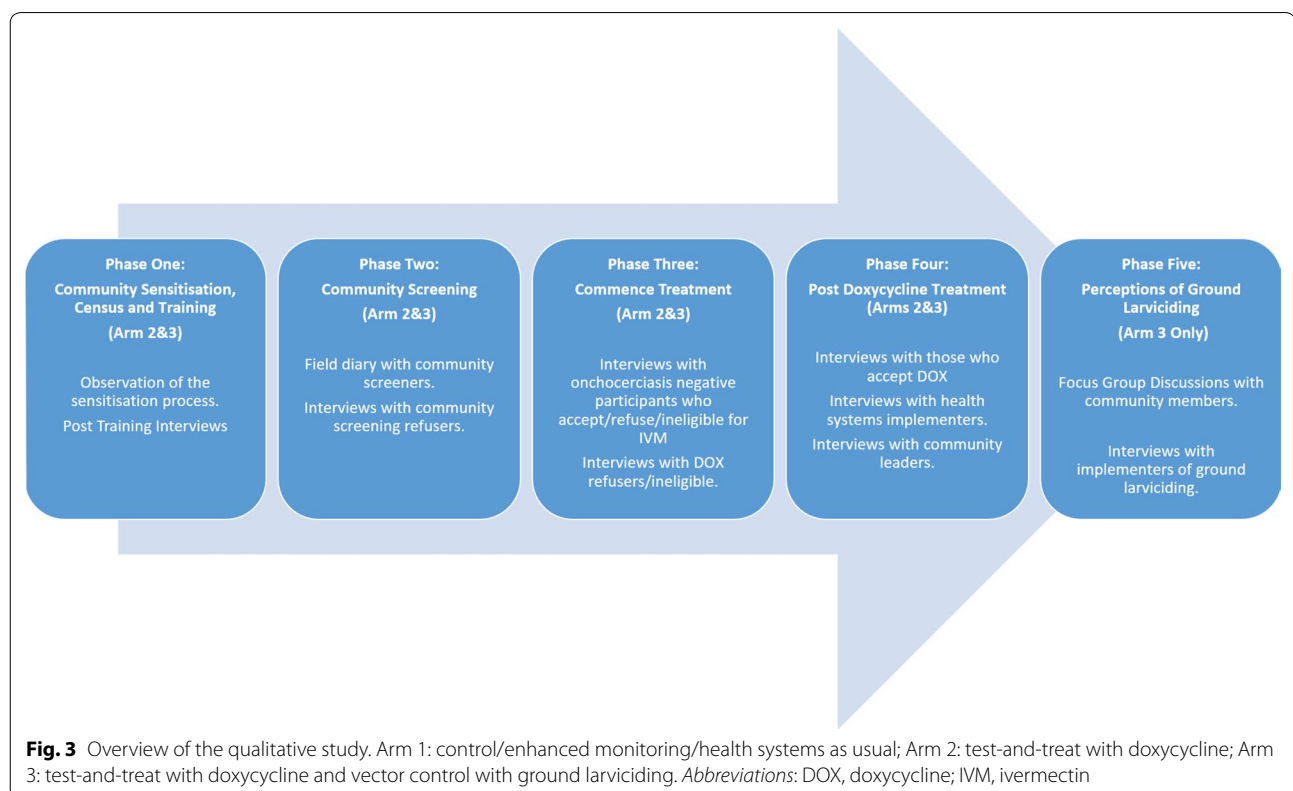 Phase One:
Community Sensitisation,
Census and Training
(Arm 2&3)
Observation of the
sensitisation process.
Post Training Interviews
Phase Two:
Community Screening
(Arm 2&3)
Field diary with community
screeners.
Interviews with community
screening refusers.
Phase Three:
Commence Treatment
(Arm 2&3)
Interviews with
onchocerciasis negative
participants who
accept/refuse/ineligible for
IVM
Interviews with DOX
refusers/ineligible.
Phase Four:
Post Doxycycline Treatment
(Arms 2&3)
Interviews with those who
accept DOX
Interviews with health
systems implementers.
Interviews with community
leaders.
Phase Five:
Perceptions of Ground
Larviciding
(Arm 3 Only)
Focus Group Discussions with
community members.
Interviews with
implementers of ground
larviciding.
Fig. 3 Overview of the qualitative study. Arm 1: control/enhanced monitoring/health systems as usual; Arm 2: test-and-treat with doxycycline; Arm
3: test-and-treat with doxycycline and vector control with ground larviciding. Abbreviations: DOX, doxycycline; IVM, ivermectin